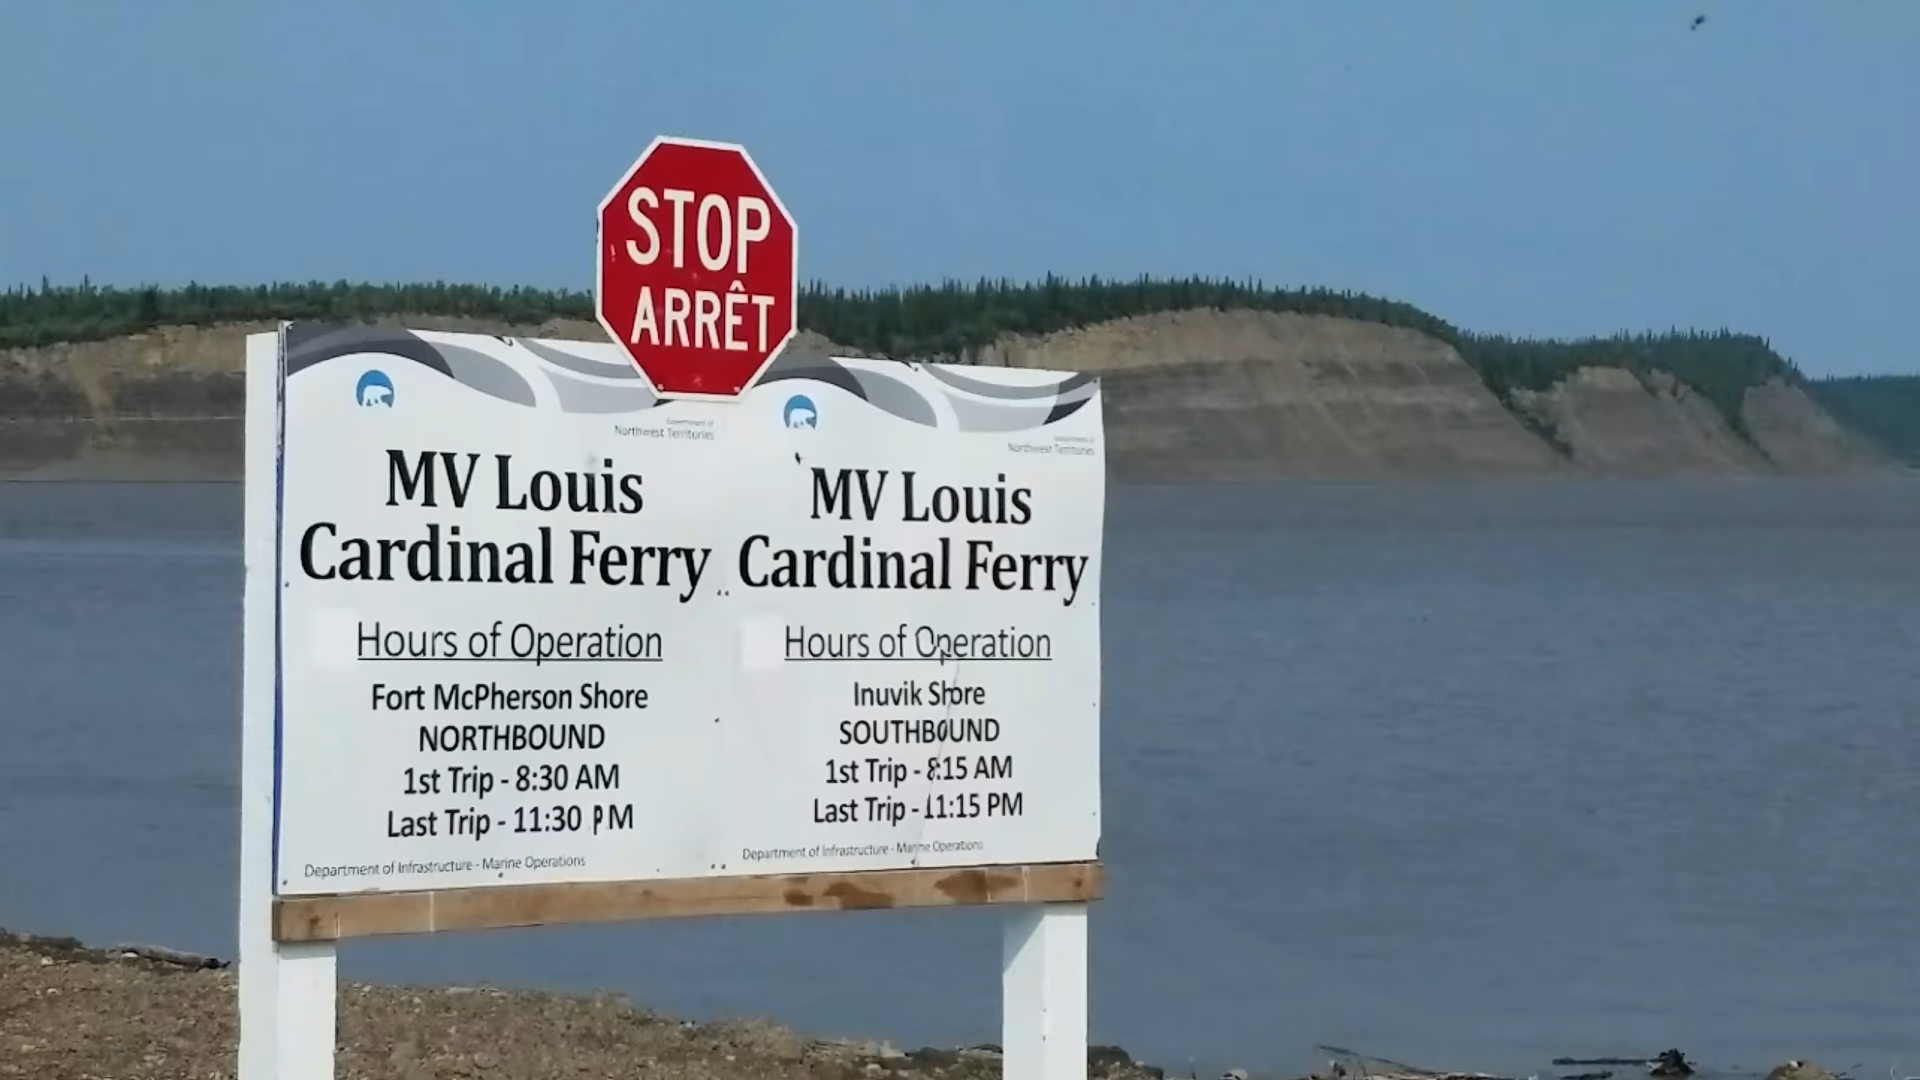 STOP
ARRÊT
Government of
Northwest Territories
MV Louis
Cardinal Ferry
Hours of Operation
Fort McPherson Shore
NORTHBOUND
1st Trip - 8:30 AM
Last Trip - 11:30 PM
Department of Infrastructure - Marine Operations
Government of
Northwest Territories
MV Louis
Cardinal Ferry
Hours of Operation
Inuvik Shore
SOUTHBOUND
1st Trip - 8:15 AM
Last Trip - 11:15 PM
Department of Infrastructure - Marine Operations